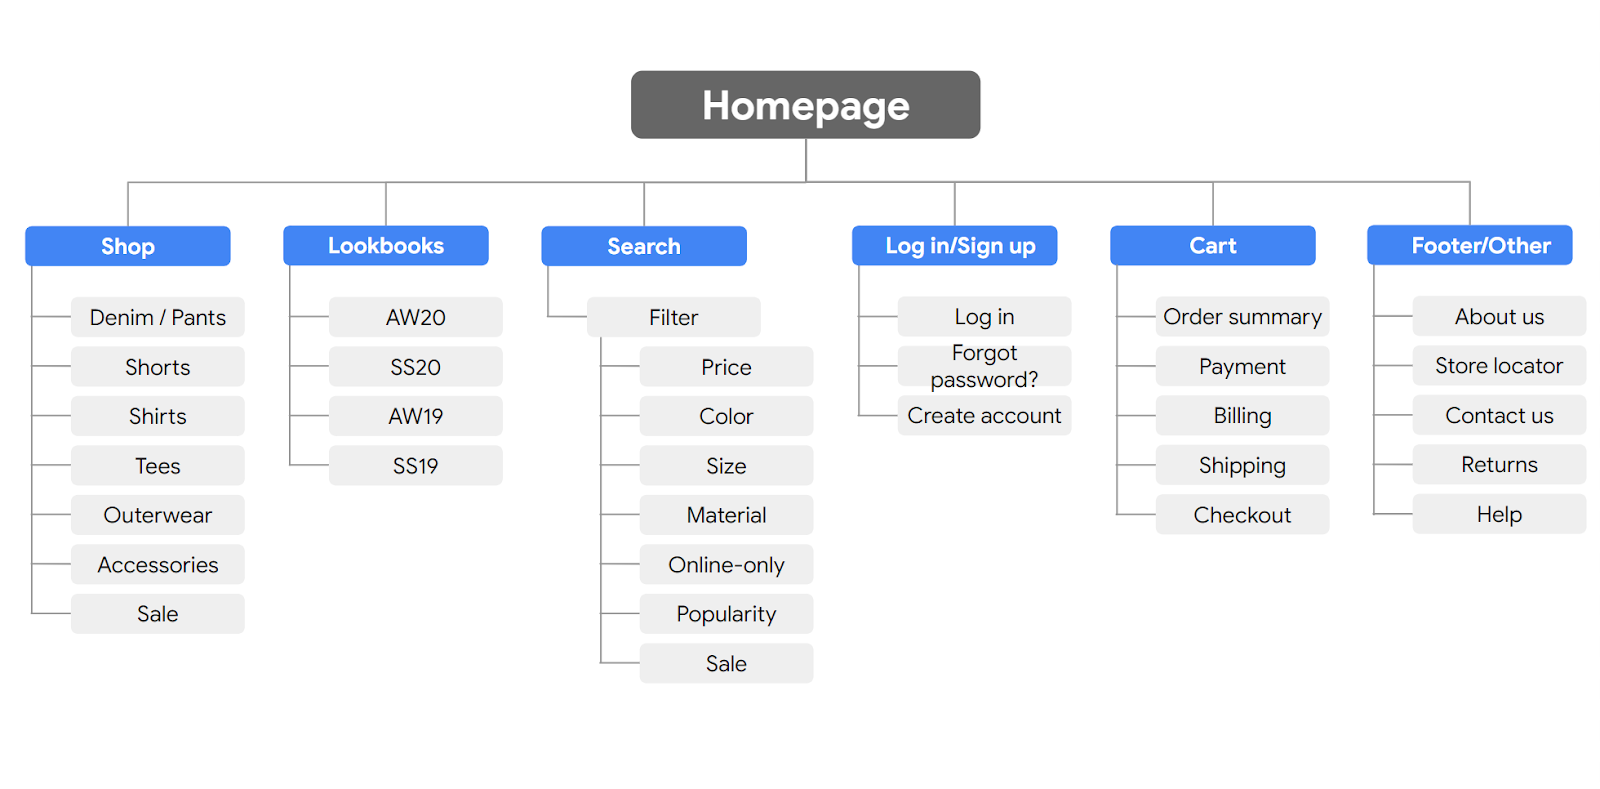 Homepage
Shop
Denim / Pants
Shorts
Shirts
Tees
Outerwear
Accessories
Sale
Lookbooks
AW20
SS20
AW19
SS19
Search
Filter
Price
Color
Size
Material
Online-only
Popularity
Sale
Log in/Sign up
Log in
Forgot
password?
Create account
Cart
Order summary
Payment
Billing
Shipping
Checkout
Footer/Other
About us
Store locator
Contact us
Returns
Help